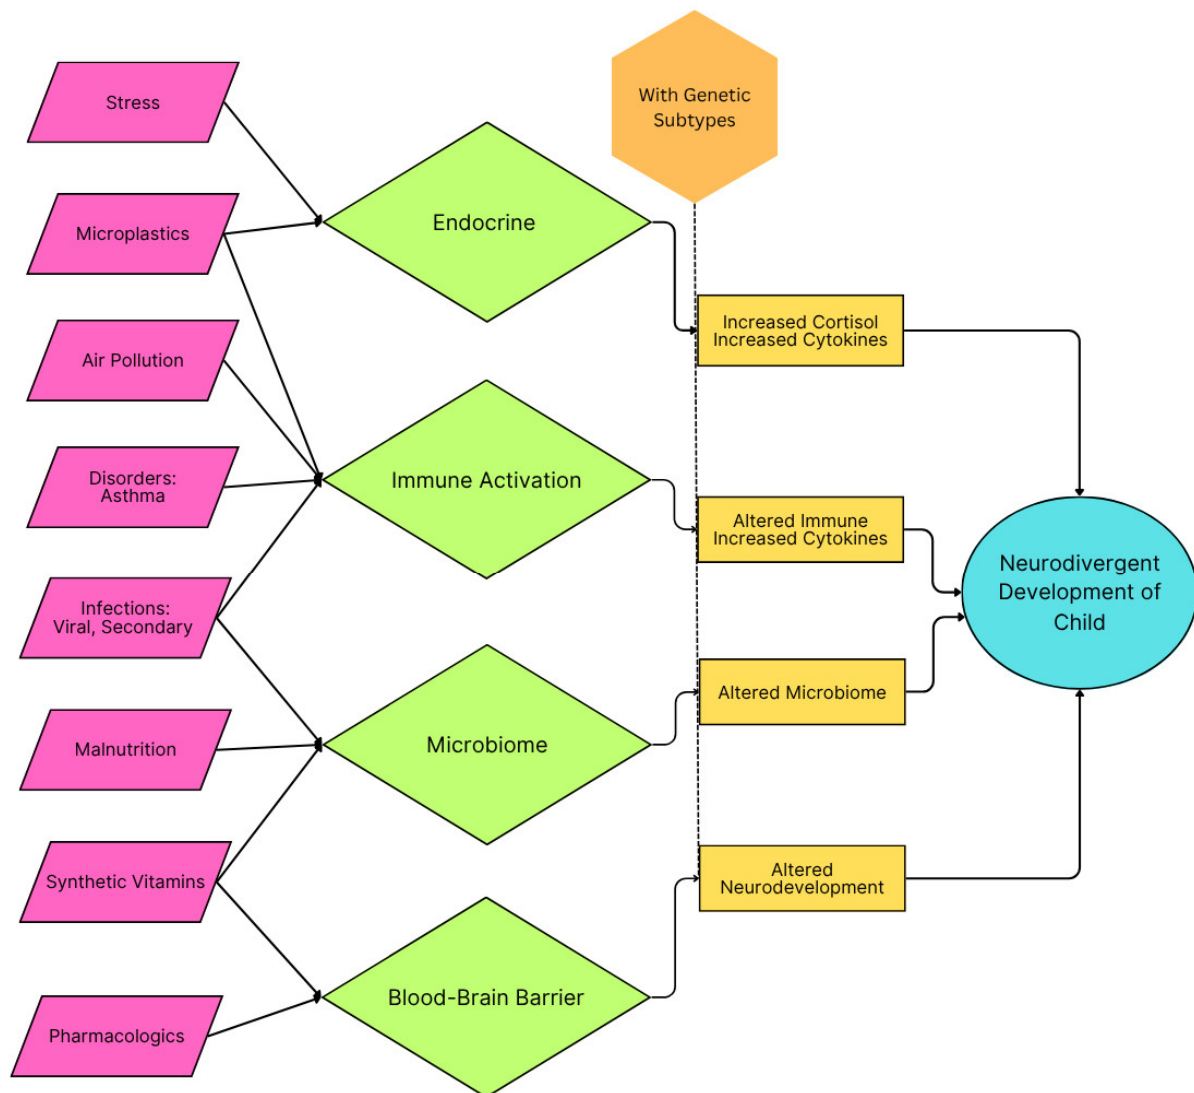 With Genetic
Subtypes
Stress
Microplastics
Air Pollution
Disorders:
Asthma
Infections:
Viral, Secondary
Malnutrition
Synthetic Vitamins
Pharmacologics
Endocrine
Immune Activation
Microbiome
Blood-Brain Barrier
Increased Cortisol
Increased Cytokines
Altered Immune
Increased Cytokines
Altered Microbiome
Altered
Neurodevelopment
Neurodivergent
Development of
Child